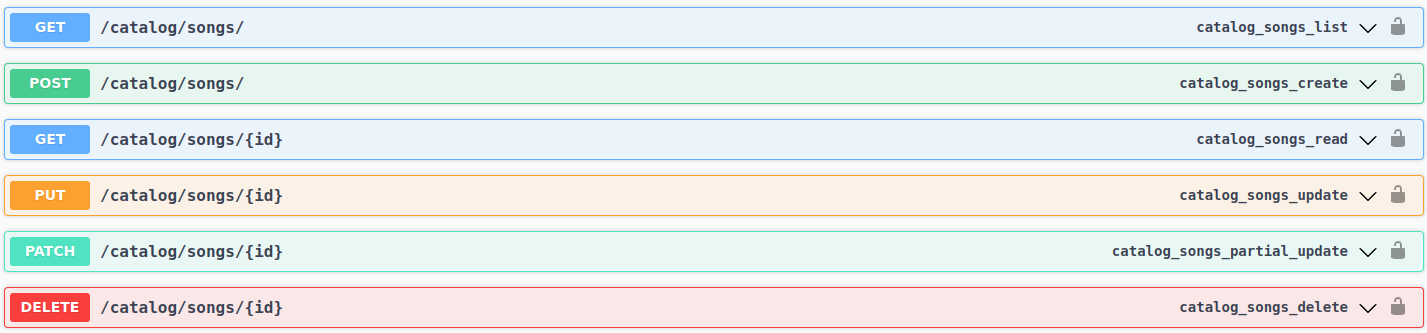 GET /catalog/songs/ catalog_songs_list
POST /catalog/songs/ catalog_songs_create
GET /catalog/songs/{id} catalog_songs_read
PUT /catalog/songs/{id} catalog_songs_update
PATCH /catalog/songs/{id} catalog_songs_partial_update
DELETE /catalog/songs/{id} catalog_songs_delete